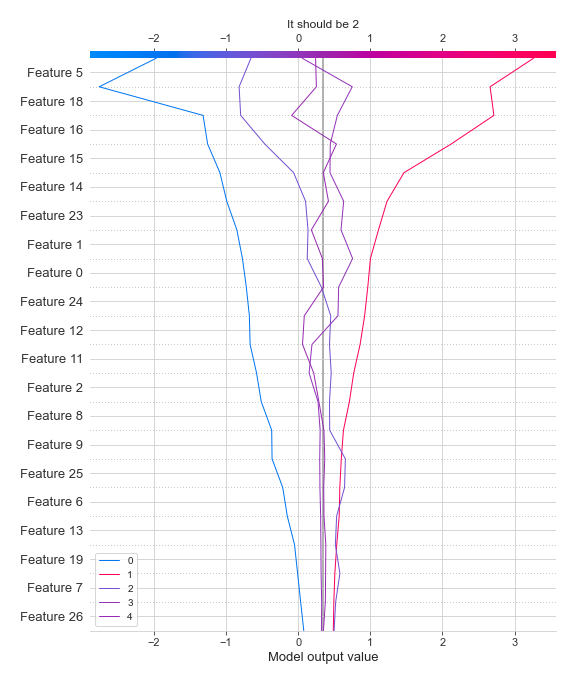 It should be 2
−2 −1 0 1 2 3
Feature 5
Feature 18
Feature 16
Feature 15
Feature 14
Feature 23
Feature 1
Feature 0
Feature 24
Feature 12
Feature 11
Feature 2
Feature 8
Feature 9
Feature 25
Feature 6
Feature 13
Feature 19
Feature 7
Feature 26
0
1
2
3
4
−2 −1 0 1 2 3
Model output value